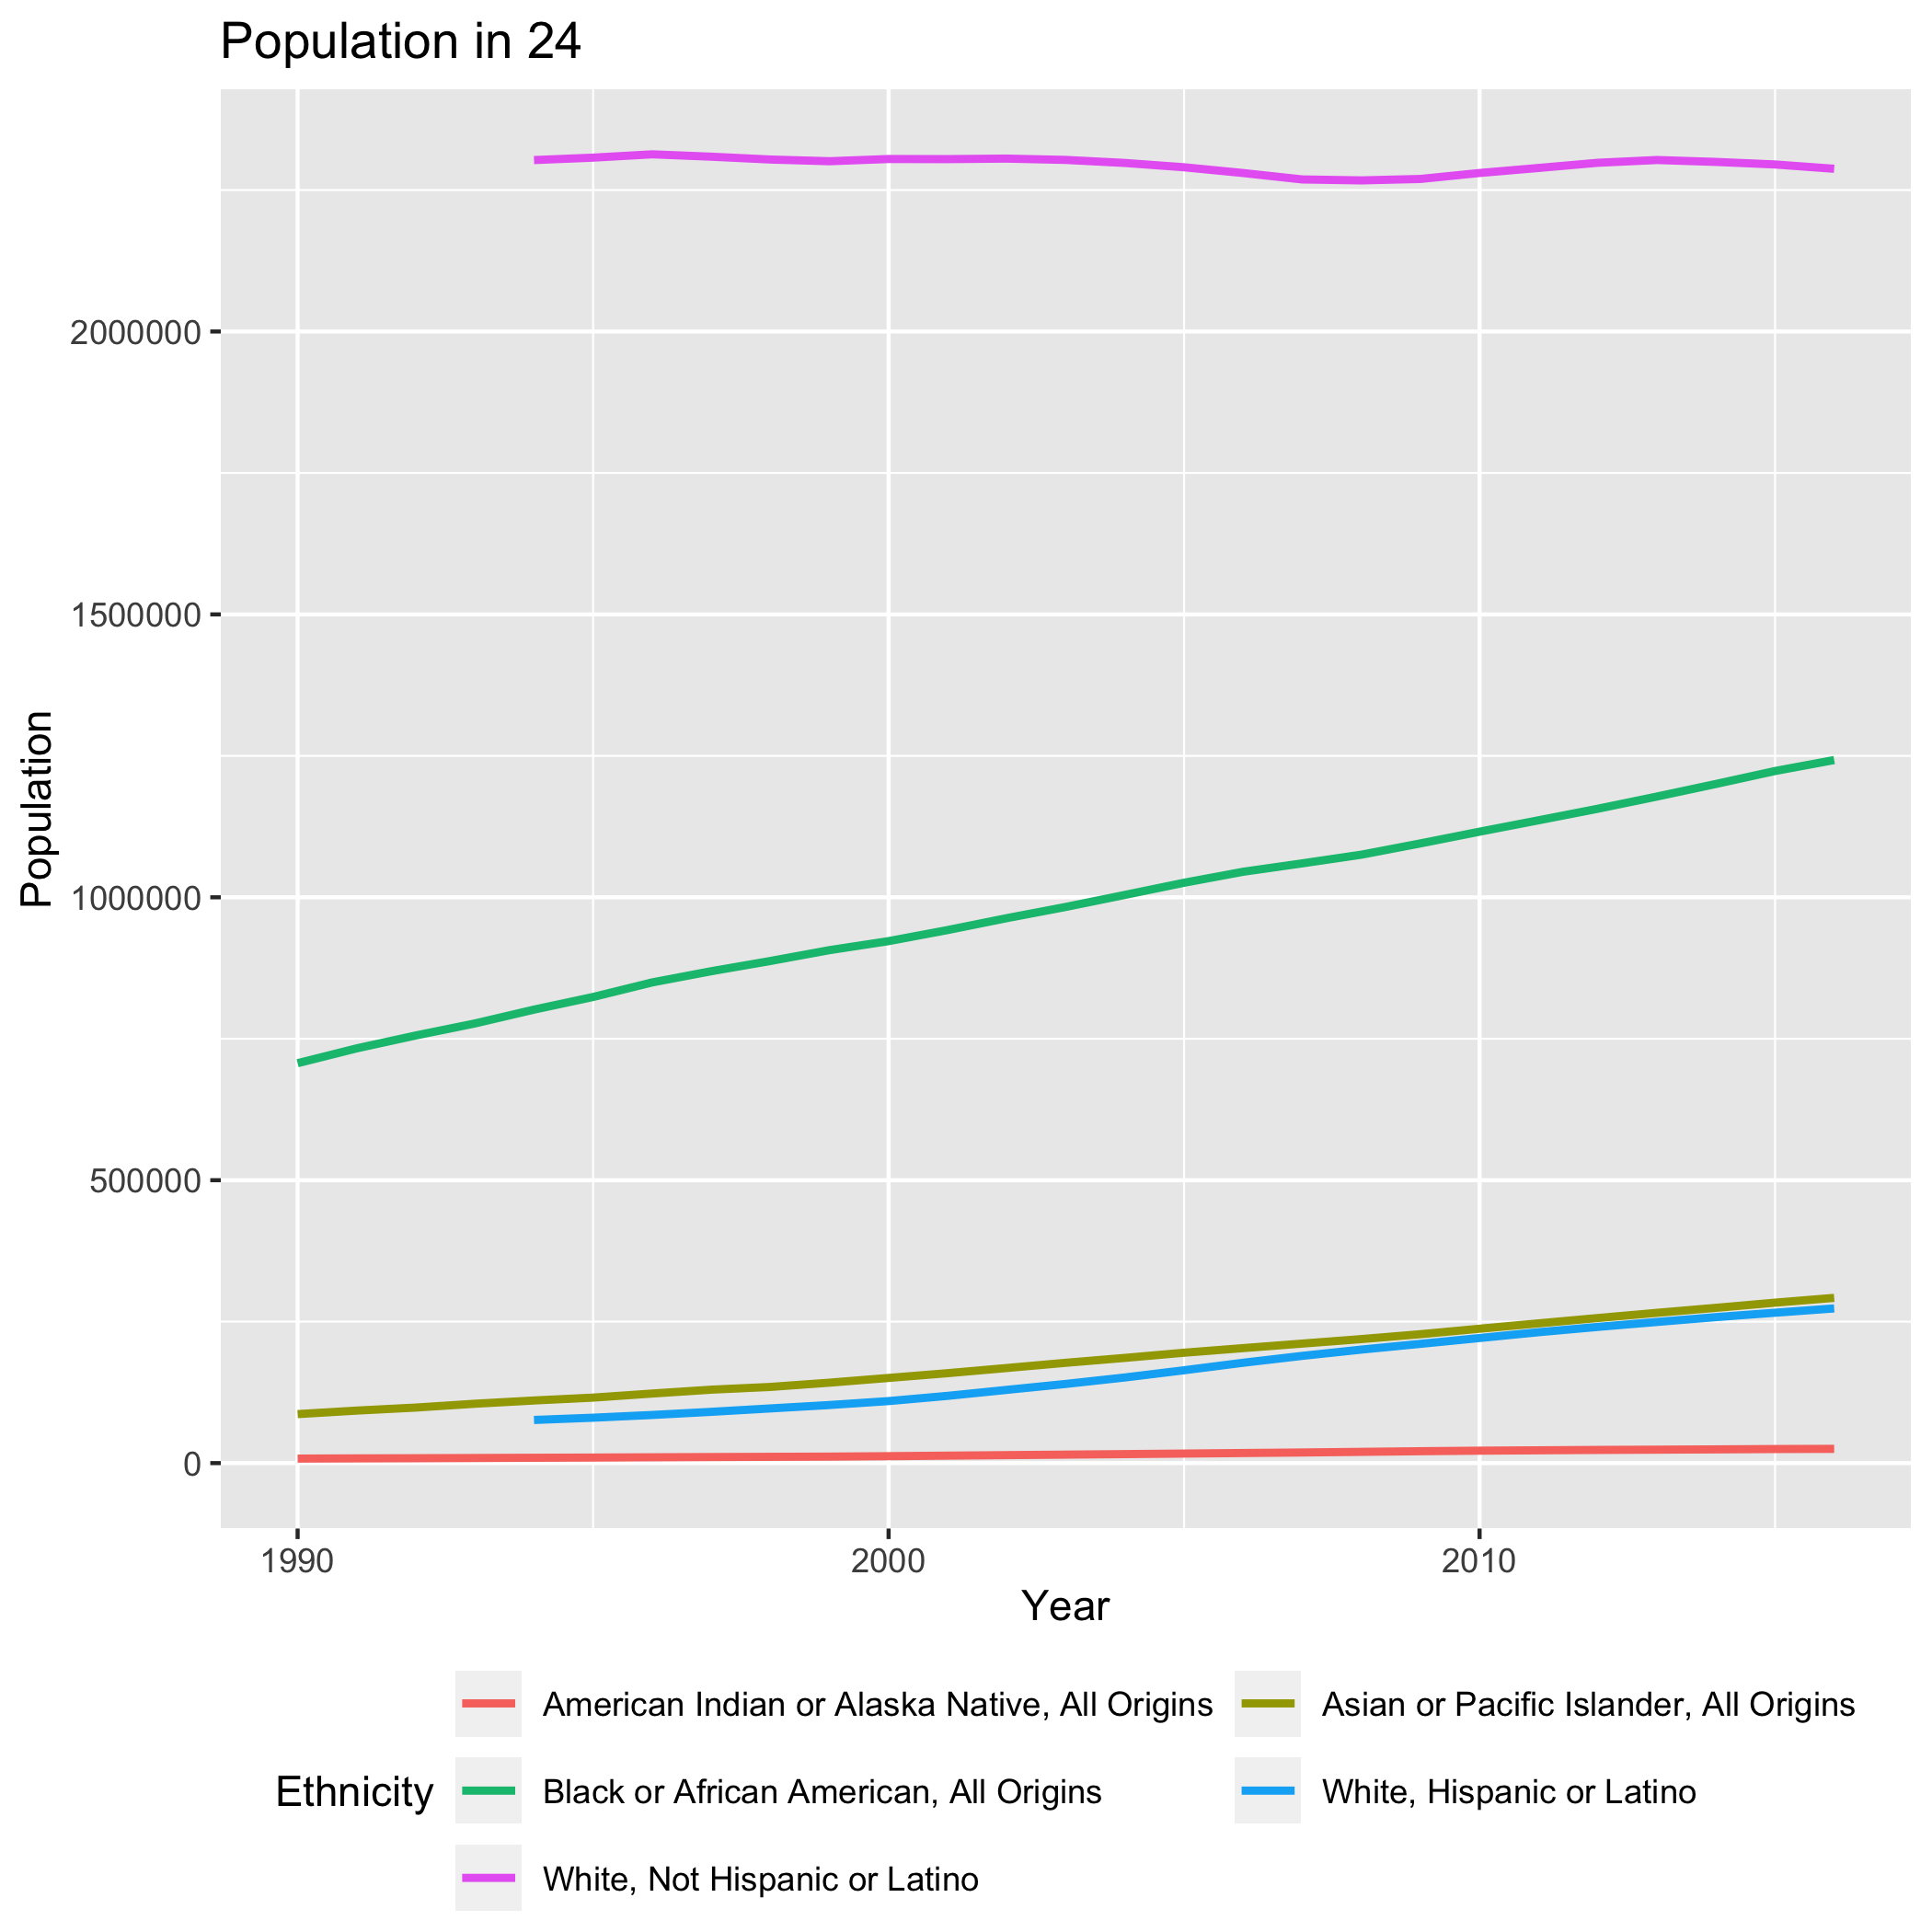 Population in 24
Population
2000000
1500000
1000000
500000
0
1990 2000 2010
Year
Ethnicity
American Indian or Alaska Native, All Origins
Asian or Pacific Islander, All Origins
Black or African American, All Origins
White, Hispanic or Latino
White, Not Hispanic or Latino